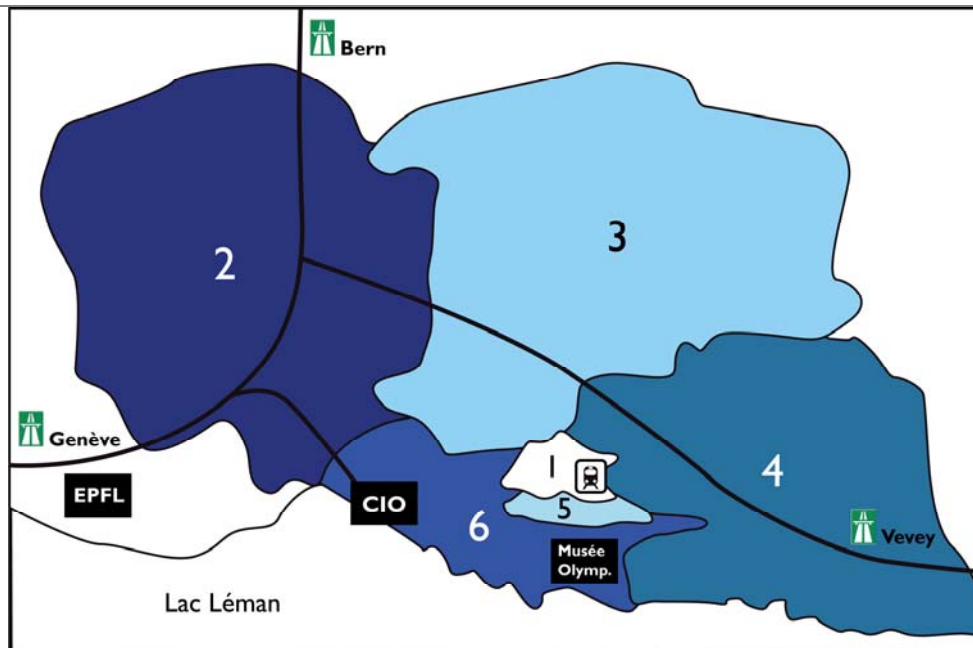 Bern
2
3
Genève
EPFL
CIO
1
4
5
6
Musée
Olymp.
Vevey
Lac Léman